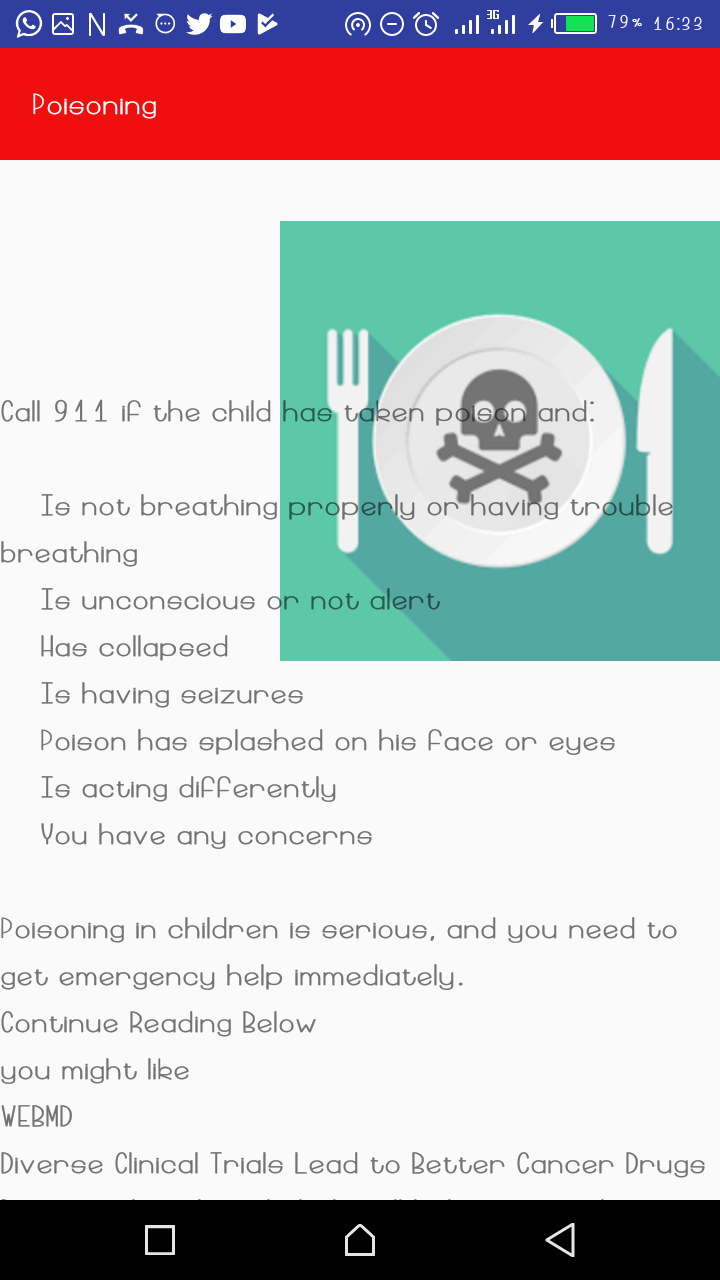 3G 79% 16:33
Poisoning
Call 911 if the child has taken poison and:
Is not breathing properly or having trouble
breathing
Is unconscious or not alert
Has collapsed
Is having seizures
Poison has splashed on his face or eyes
Is acting differently
You have any concerns
Poisoning in children is serious, and you need to
get emergency help immediately.
Continue Reading Below
you might like
WEBMD
Diverse Clinical Trials Lead to Better Cancer Drugs